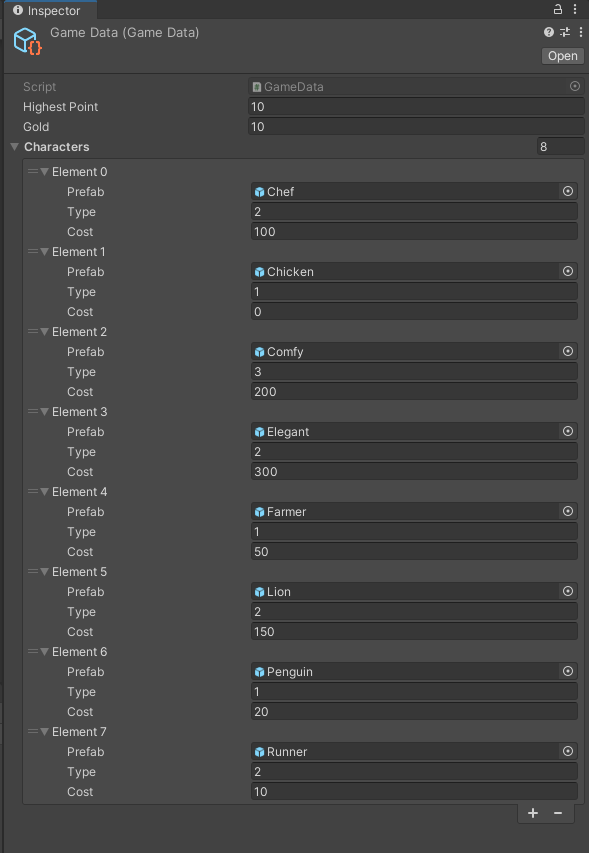 Inspector
Game Data (Game Data)
Open
Script GameData
Highest Point 10
Gold 10
Characters 8
Element 0
Prefab Chef
Type 2
Cost 100
Element 1
Prefab Chicken
Type 1
Cost 0
Element 2
Prefab Comfy
Type 3
Cost 200
Element 3
Prefab Elegant
Type 2
Cost 300
Element 4
Prefab Farmer
Type 1
Cost 50
Element 5
Prefab Lion
Type 2
Cost 150
Element 6
Prefab Penguin
Type 1
Cost 20
Element 7
Prefab Runner
Type 2
Cost 10